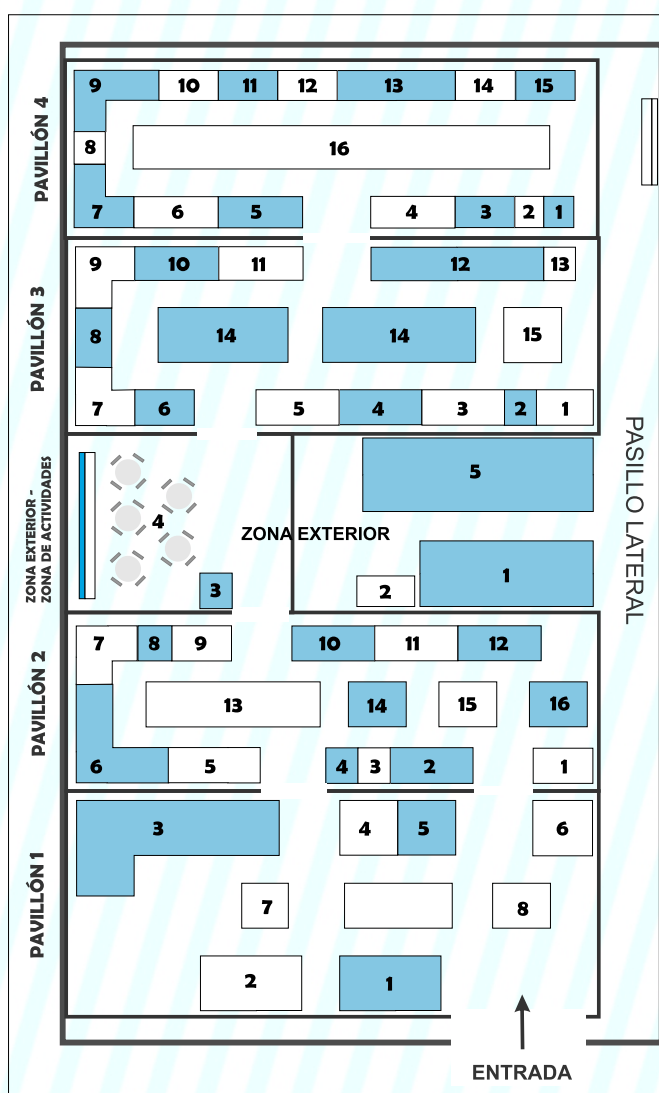 PAVILLÓN 4
9 10 11 12 13 14 15
8 16
7 6 5 4 3 2 1
PAVILLÓN 3
9 10 11 12 13
8 14 14 15
7 6 5 4 3 2 1
ZONA EXTERIOR -
ZONA DE ACTIVIDADES
5
4
ZONA EXTERIOR
3 2 1
PASILLO LATERAL
PAVILLÓN 2
7 8 9 10 11 12
13 14 15 16
6 5 4 3 2 1
PAVILLÓN 1
3 4 5 6
7 8
2 1
ENTRADA